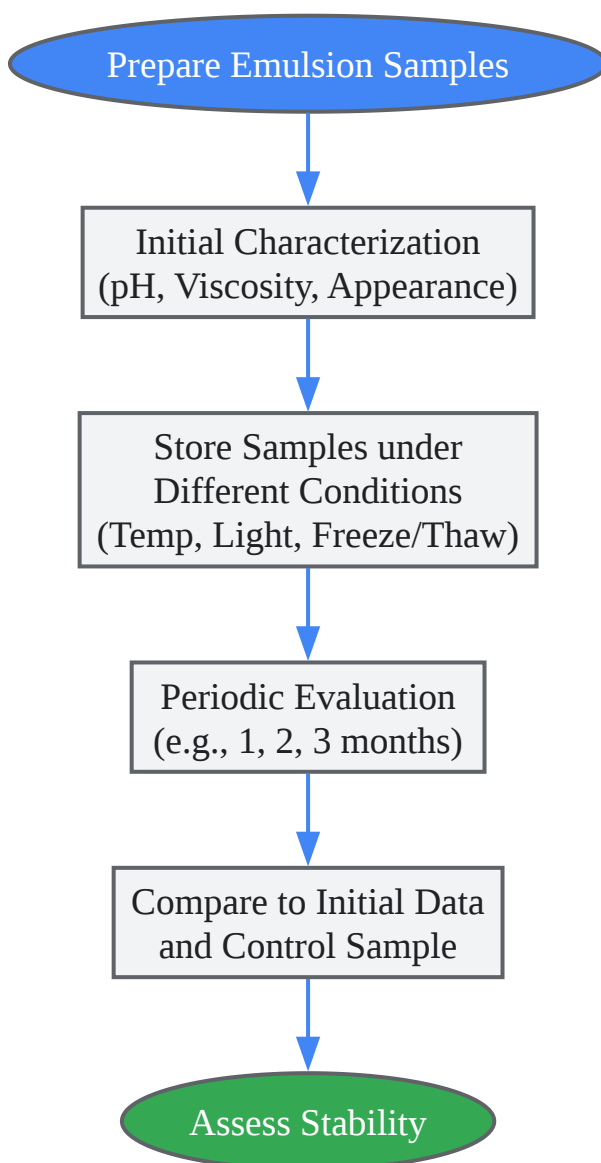 Prepare Emulsion Samples
Initial Characterization
(pH, Viscosity, Appearance)
Store Samples under
Different Conditions
(Temp, Light, Freeze/Thaw)
Periodic Evaluation
(e.g., 1, 2, 3 months)
Compare to Initial Data
and Control Sample
Assess Stability